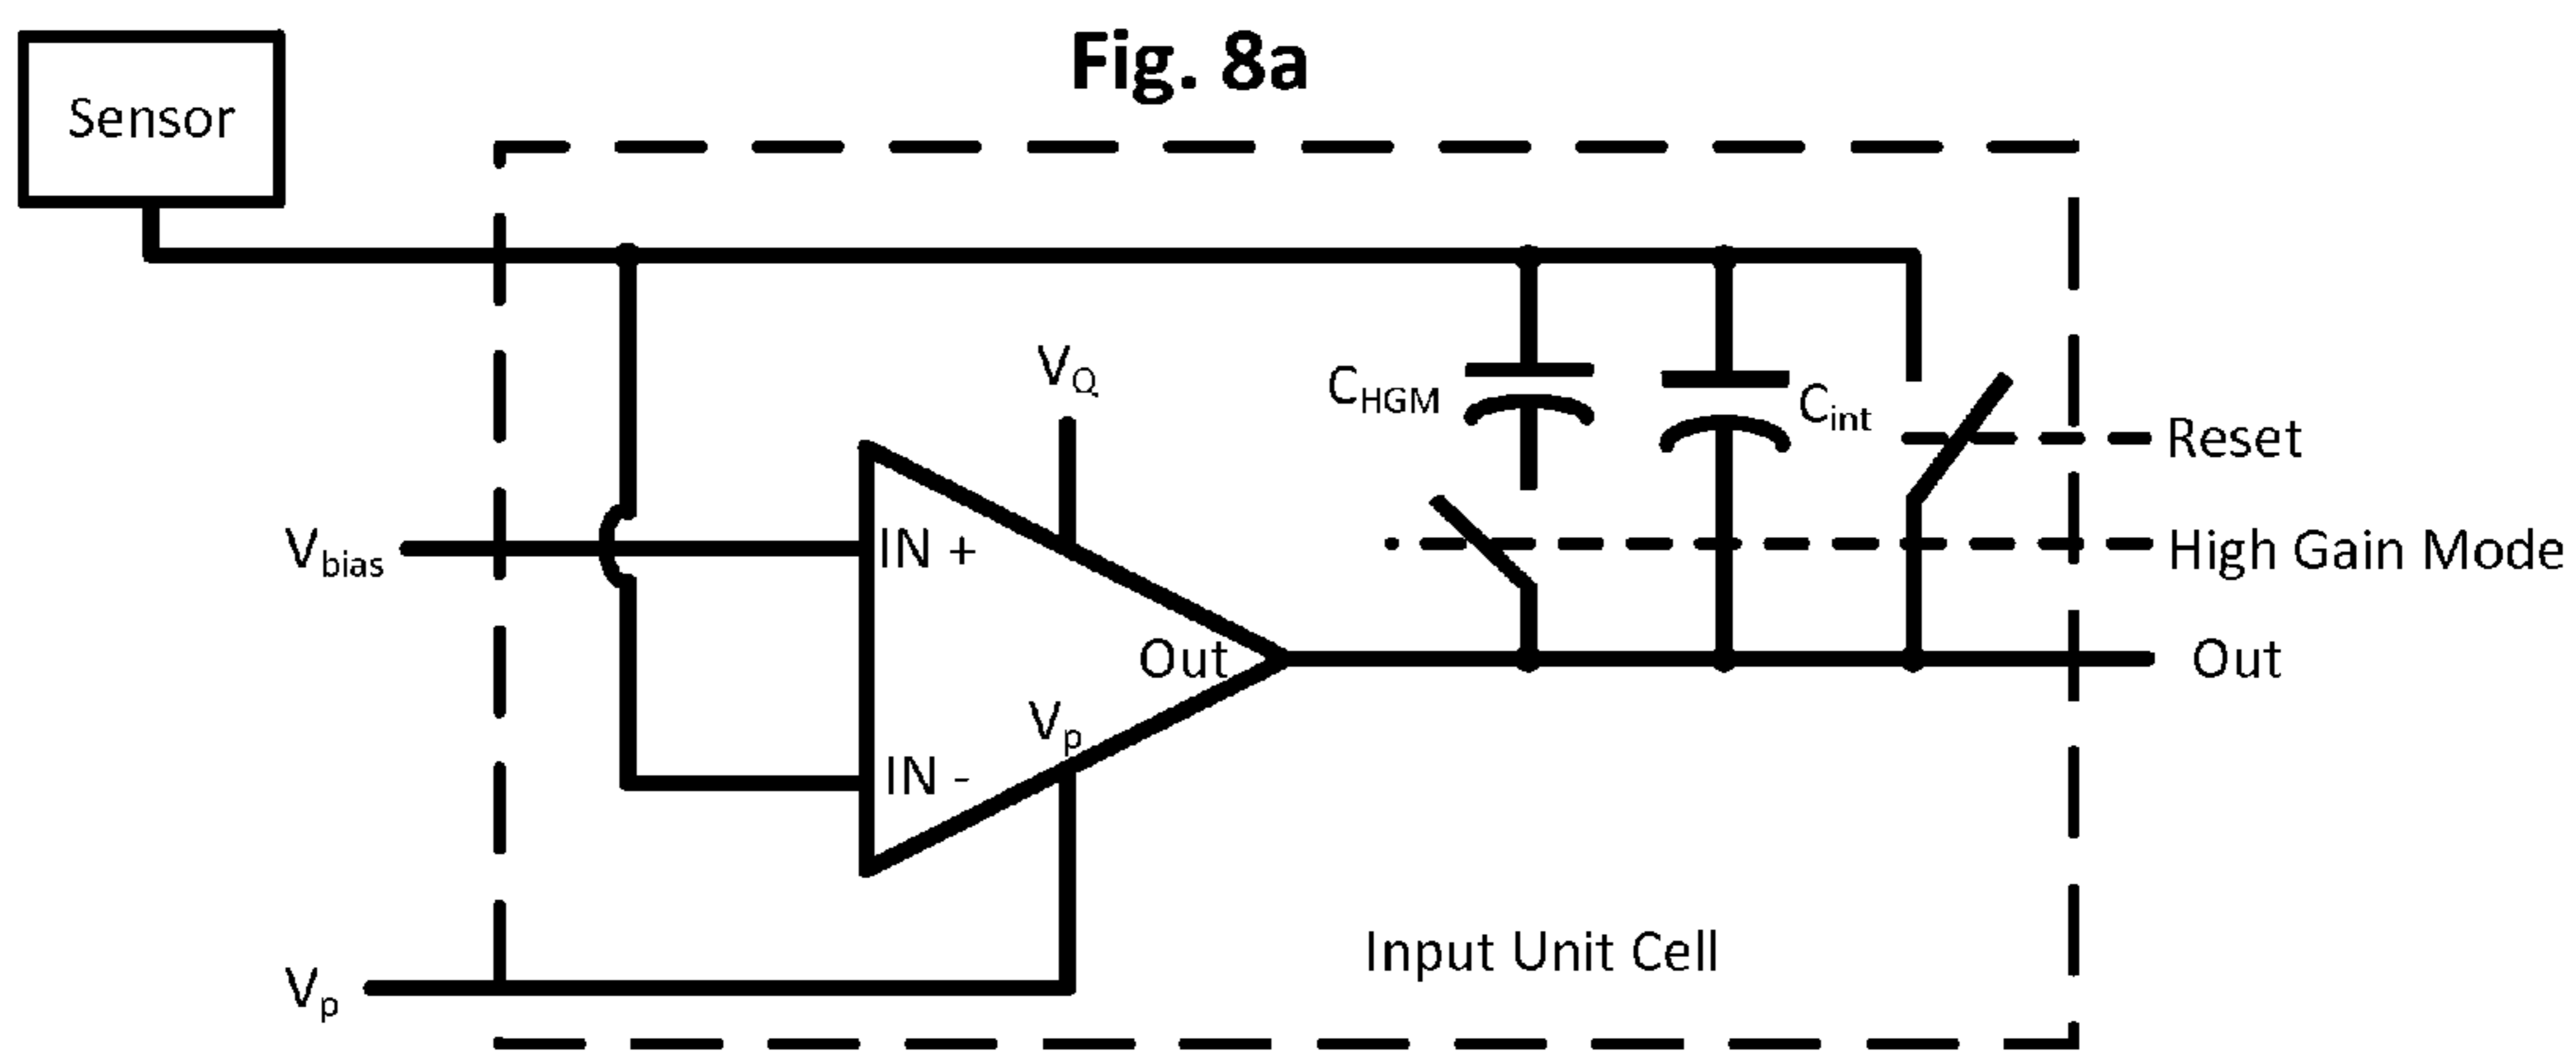 Fig. 8a
Sensor
VQ
CHGM
Cint
Reset
Vbias
IN +
High Gain Mode
Out
Out
Vp
IN -
Input Unit Cell
Vp